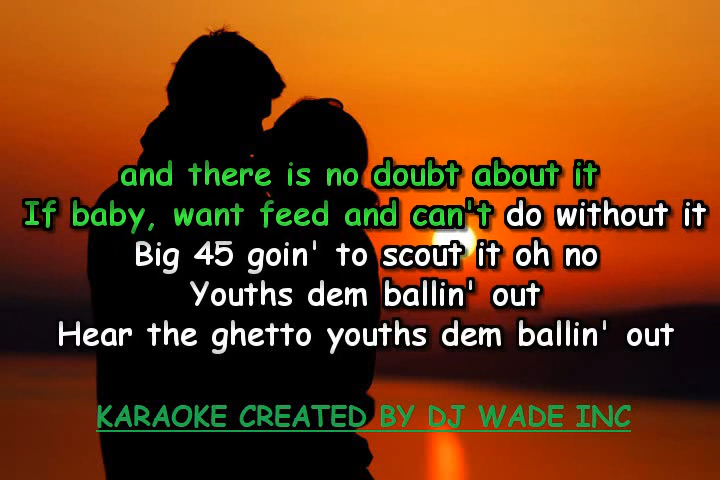 and there is no doubt about it
If baby, want feed and can't do without it
Big 45 goin' to scout it oh no
Youths dem ballin' out
Hear the ghetto youths dem ballin' out
KARAOKE CREATED BY DJ WADE INC